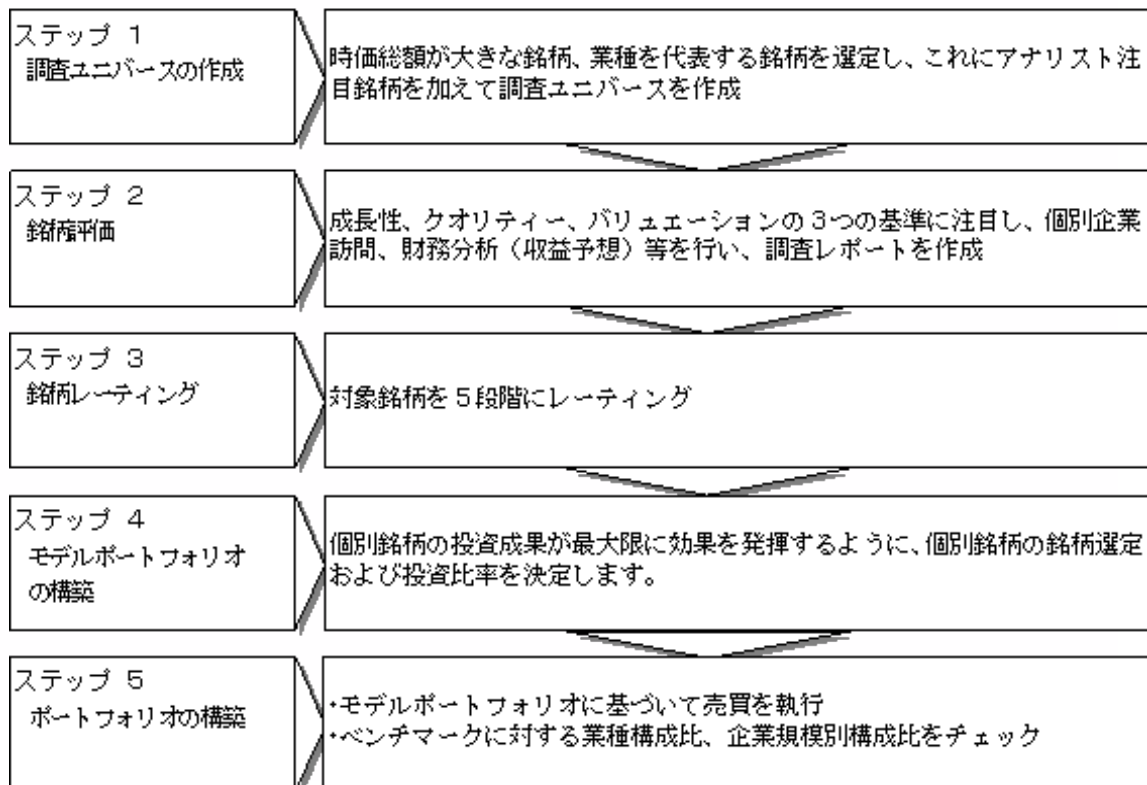 ステップ 1
調査ユニバースの作成
時価総額が大きな銘柄、業種を代表する銘柄を選定し、これにアナリスト注
目銘柄を加えて調査ユニバースを作成
ステップ 2
銘柄評価
成長性、クオリティー、バリュエーションの3つの基準に注目し、個別企業
訪問、財務分析（収益予想）等を行い、調査レポートを作成
ステップ 3
銘柄レーティング
対象銘柄を5段階にレーティング
ステップ 4
モデルポートフォリオ
の構築
個別銘柄の投資成果が最大限に効果を発揮するように、個別銘柄の銘柄選定
および投資比率を決定します。
ステップ 5
ポートフォリオの構築
・モデルポートフォリオに基づいて売買を執行
・ベンチマークに対する業種構成比、企業規模別構成比をチェック